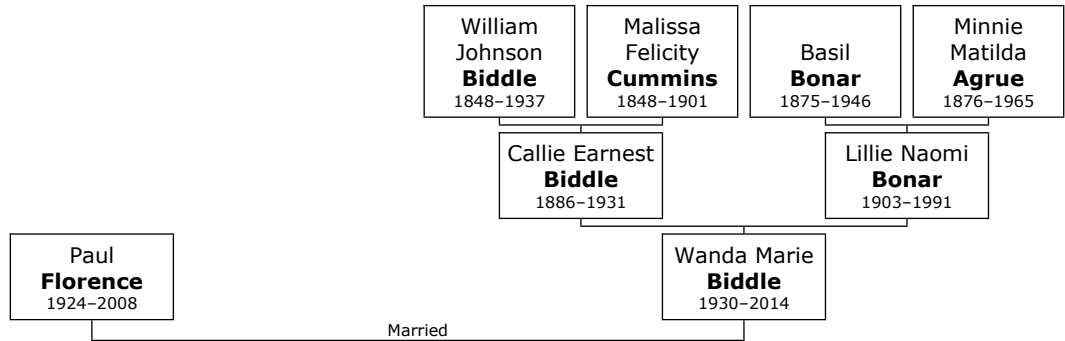 William
Johnson
Biddle
1848–1937
Malissa
Felicity
Cummins
1848–1901
Basil
Bonar
1875–1946
Minnie
Matilda
Agrue
1876–1965
Callie Earnest
Biddle
1886–1931
Lillie Naomi
Bonar
1903–1991
Paul
Florence
1924–2008
Wanda Marie
Biddle
1930–2014
Married